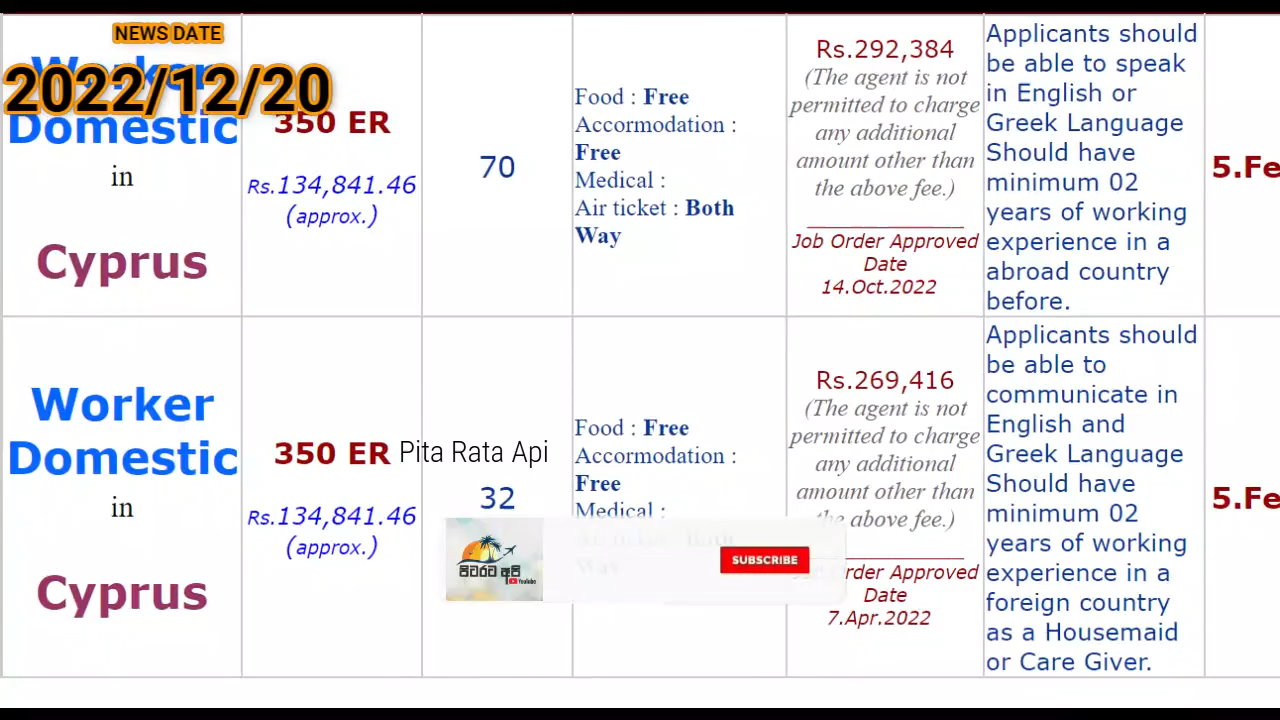 NEWS DATE
2022/12/20
Worker
Domestic
in
Cyprus
350 ER
Rs.134,841.46
(approx.)
70
Food : Free
Accormodation :
Free
Medical :
Air ticket : Both
Way
Rs.292,384
(The agent is not
permitted to charge
any additional
amount other than
the above fee.)
Job Order Approved
Date
14.Oct.2022
Applicants should
be able to speak
in English or
Greek Language
Should have
minimum 02
years of working
experience in a
abroad country
before.
5.Fe
Worker
Domestic
in
Cyprus
350 ER
Rs.134,841.46
(approx.)
Pita Rata Api
32
Food : Free
Accormodation :
Free
Medical :
Way
Rs.269,416
(The agent is not
permitted to charge
any additional
amount other than
the above fee.)
Order Approved
Date
7.Apr.2022
Applicants should
be able to
communicate in
English and
Greek Language
Should have
minimum 02
years of working
experience in a
foreign country
as a Housemaid
or Care Giver.
5.Fe
පිටරට අපි
YouTube
SUBSCRIBE